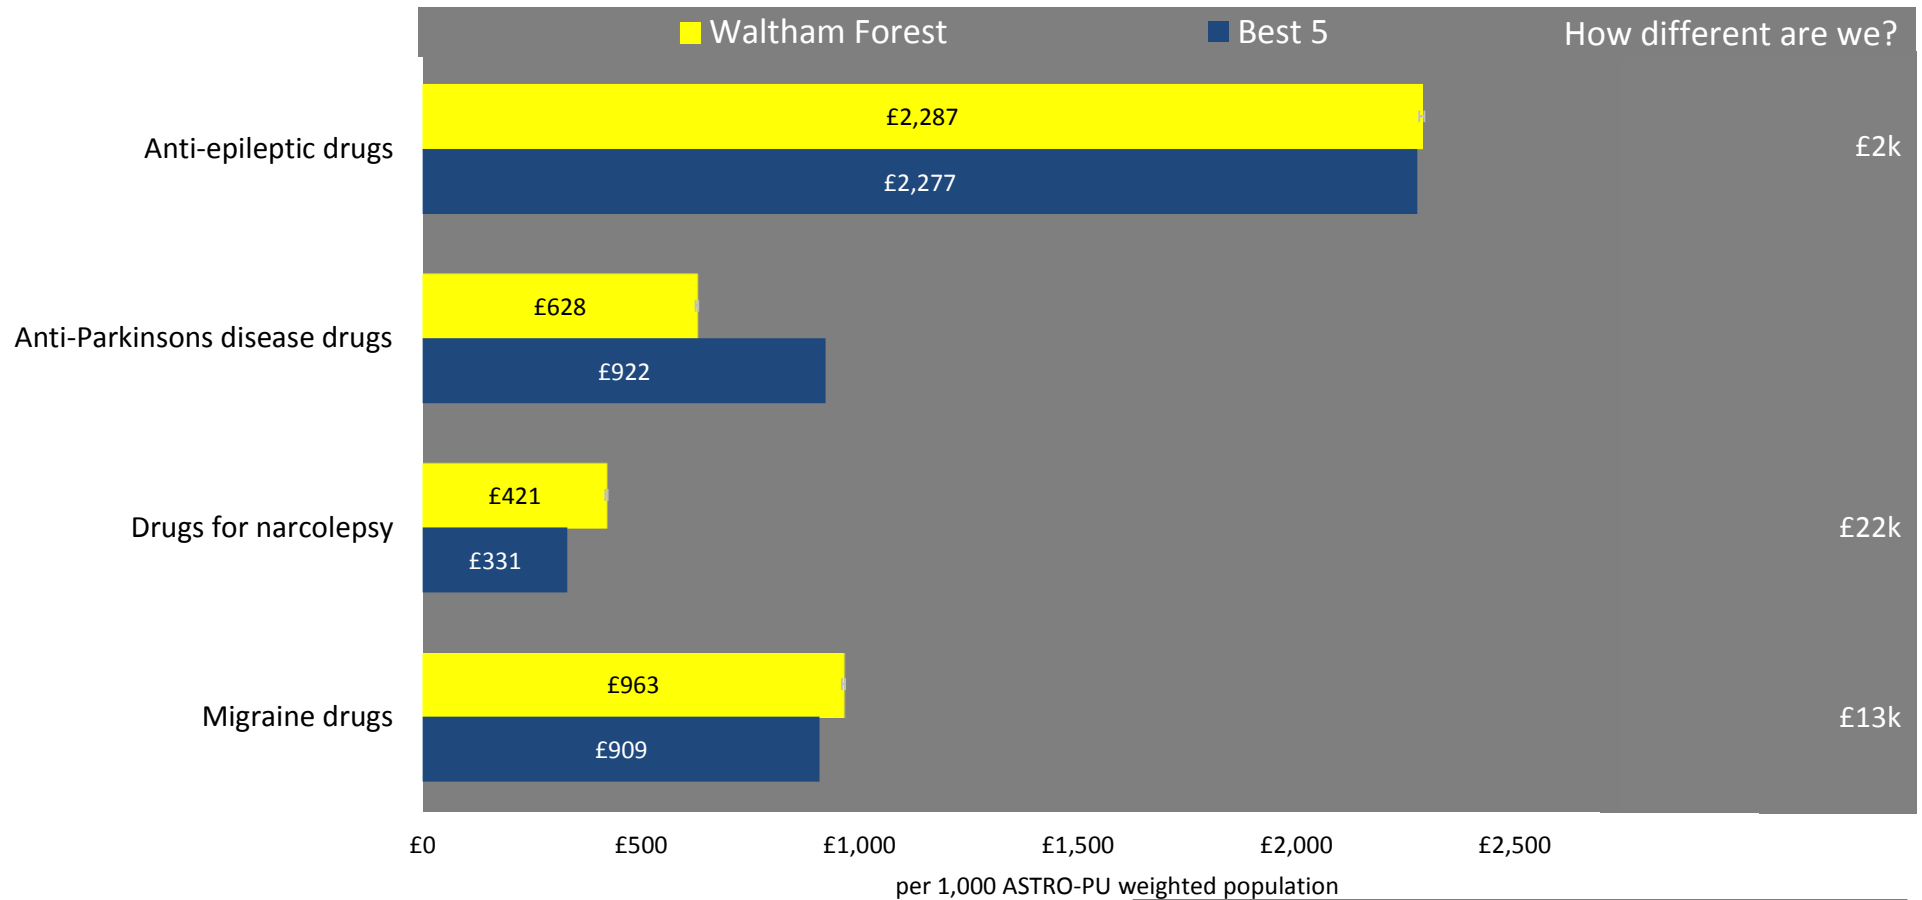 Waltham Forest Best 5 How different are we?
Anti-epileptic drugs
£2,287
£2,277
£2k
Anti-Parkinsons disease drugs
£628
£922
Drugs for narcolepsy
£421
£331
£22k
Migraine drugs
£963
£909
£13k
£0 £500 £1,000 £1,500 £2,000 £2,500
per 1,000 ASTRO-PU weighted population